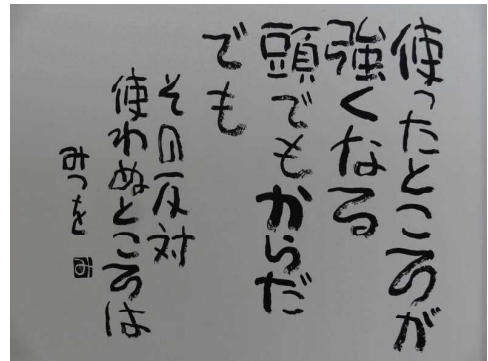 使ったところが
強くなる
頭でもからだ
でも
その反対
使わぬところは
みつを